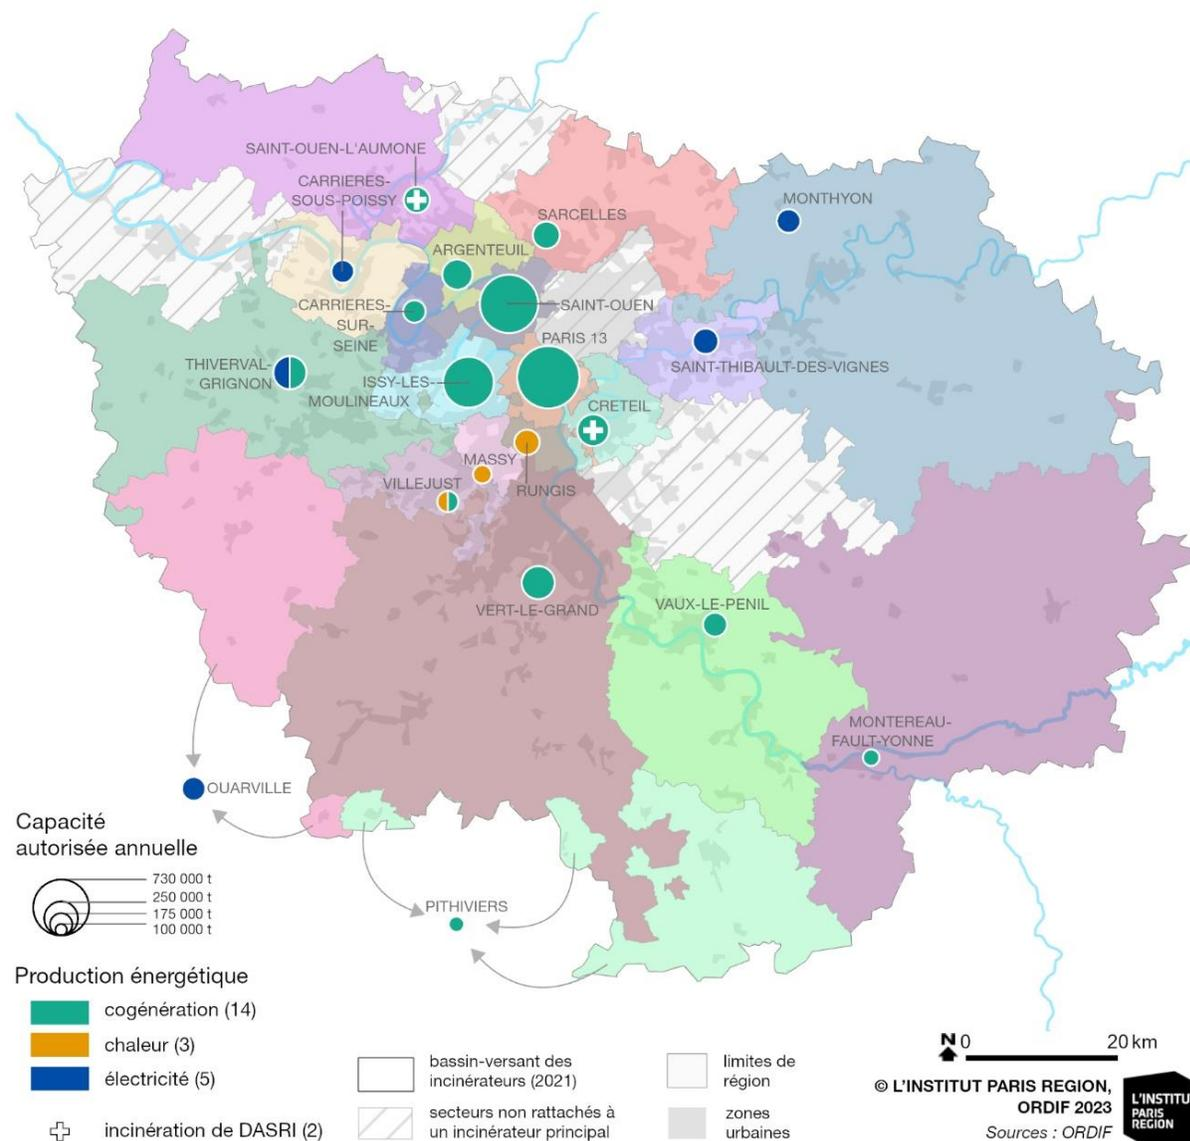 SAINT-OUEN-L'AUMONE
CARRIERES-
SOUS-POISSY
MONTHYON
SARCELLES
ARGENTEUIL
CARRIERES-
SUR-
SEINE
SAINT-OUEN
PARIS 13
SAINT-THIBAULT-DES-VIGNES
THIVERVAL-
GRIGNON
ISSY-LES-
MOULINEAUX
CRETEIL
MASSY
RUNGIS
VILLEJUST
VERT-LE-GRAND
VAUX-LE-PENIL
MONTEREAU-
FAULT-YONNE
OUARVILLE
PITHIVIERS
Capacité
autorisée annuelle
730 000 t
250 000 t
175 000 t
100 000 t
Production énergétique
cogénération (14)
chaleur (3)
électricité (5)
incinération de DASRI (2)
bassin-versant des
incinérateurs (2021)
secteurs non rattachés à
un incinérateur principal
limites de
région
zones
urbaines
N 0 20 km
© L'INSTITUT PARIS REGION,
ORDIF 2023
Sources : ORDIF
L'INSTITU
PARIS
REGION